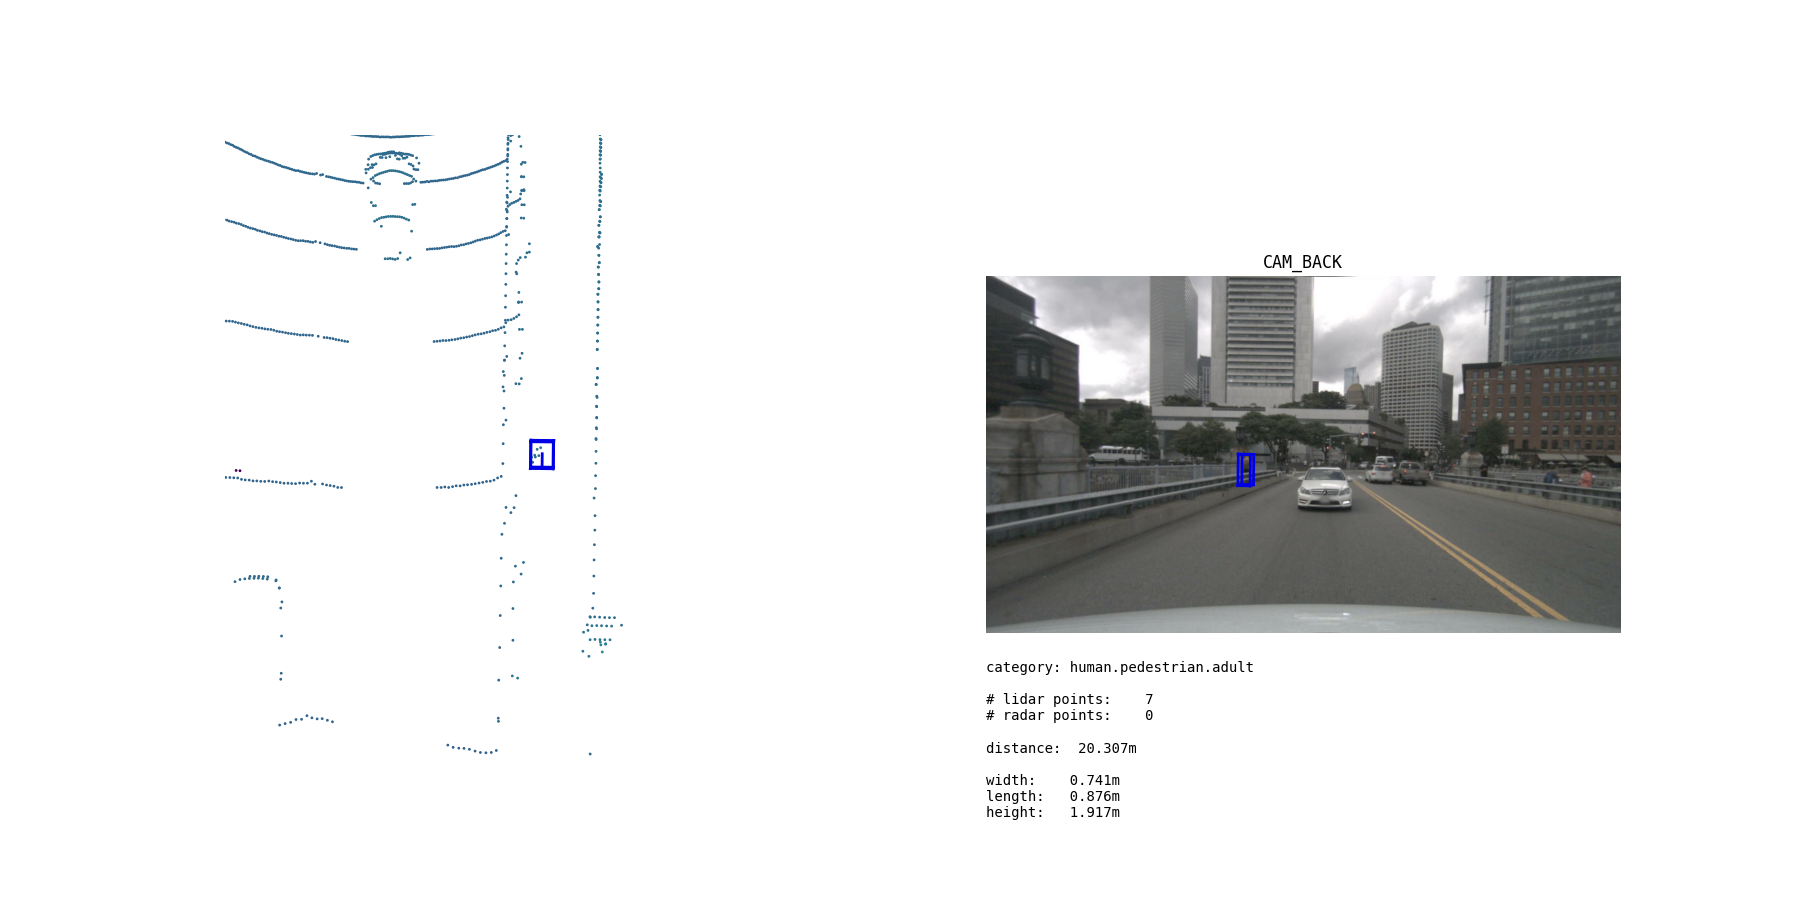 CAM_BACK
category: human.pedestrian.adult
# lidar points: 7
# radar points: 0
distance: 20.307m
width: 0.741m
length: 0.876m
height: 1.917m